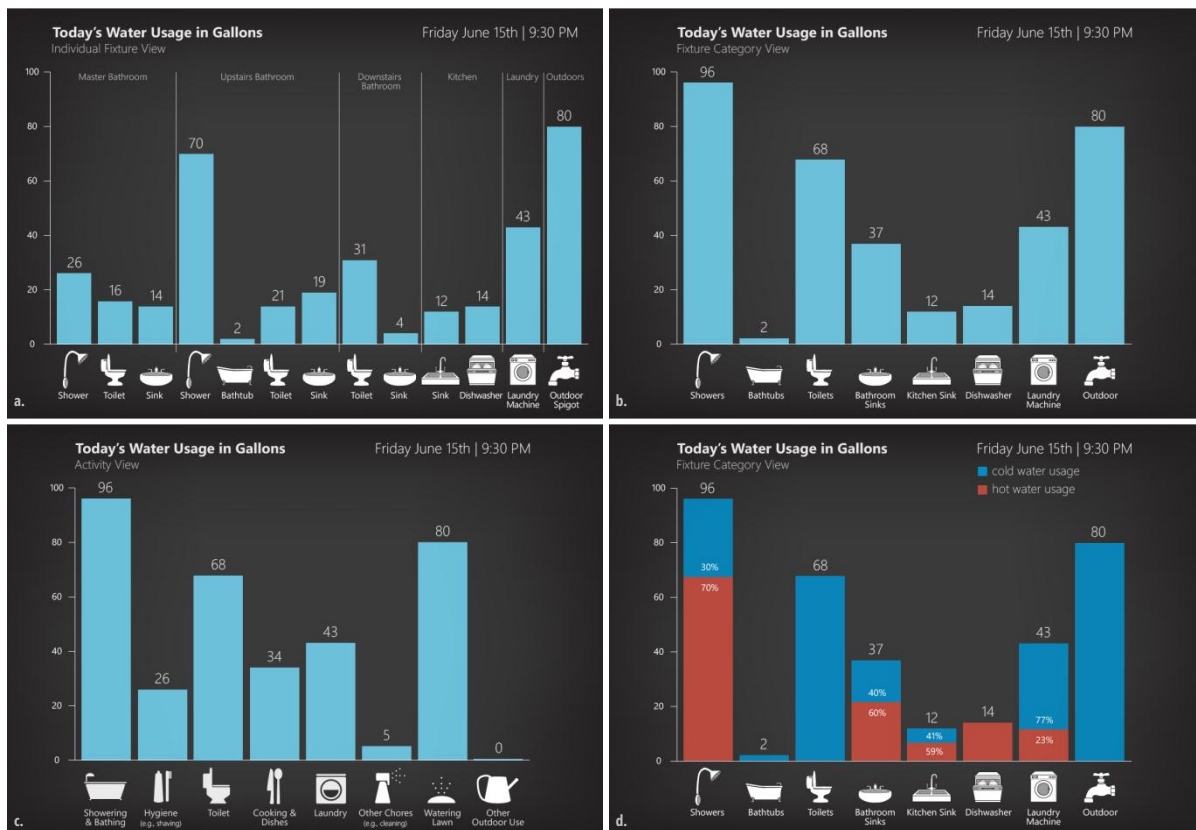 Today's Water Usage in Gallons
Friday June 15th | 9:30 PM
Individual Fixture View
Master Bathroom
Upstairs Bathroom
Downstairs
Bathroom
Kitchen
Laundry
Outdoors
100
80
60
40
20
0
26
16
14
70
2
21
19
31
4
12
14
43
80
Shower
Toilet
Sink
Shower
Bathtub
Toilet
Sink
Toilet
Sink
Sink
Dishwasher
Laundry
Machine
Outdoor
Spigot
a.
Today's Water Usage in Gallons
Friday June 15th | 9:30 PM
Fixture Category View
100
80
60
40
20
0
96
2
68
37
12
14
43
80
Showers
Bathtubs
Toilets
Bathroom
Sinks
Kitchen Sink
Dishwasher
Laundry
Machine
Outdoor
b.
Today's Water Usage in Gallons
Friday June 15th | 9:30 PM
Activity View
100
80
60
40
20
0
96
26
68
34
43
5
80
0
Showering
& Bathing
Hygiene
(e.g., shaving)
Toilet
Cooking &
Dishes
Laundry
Other Chores
(e.g., cleaning)
Watering
Lawn
Other
Outdoor Use
c.
Today's Water Usage in Gallons
Friday June 15th | 9:30 PM
Fixture Category View
cold water usage
hot water usage
100
80
60
40
20
0
96
30%
70%
2
68
37
40%
60%
12
41%
59%
14
43
77%
23%
80
Showers
Bathtubs
Toilets
Bathroom
Sinks
Kitchen Sink
Dishwasher
Laundry
Machine
Outdoor
d.